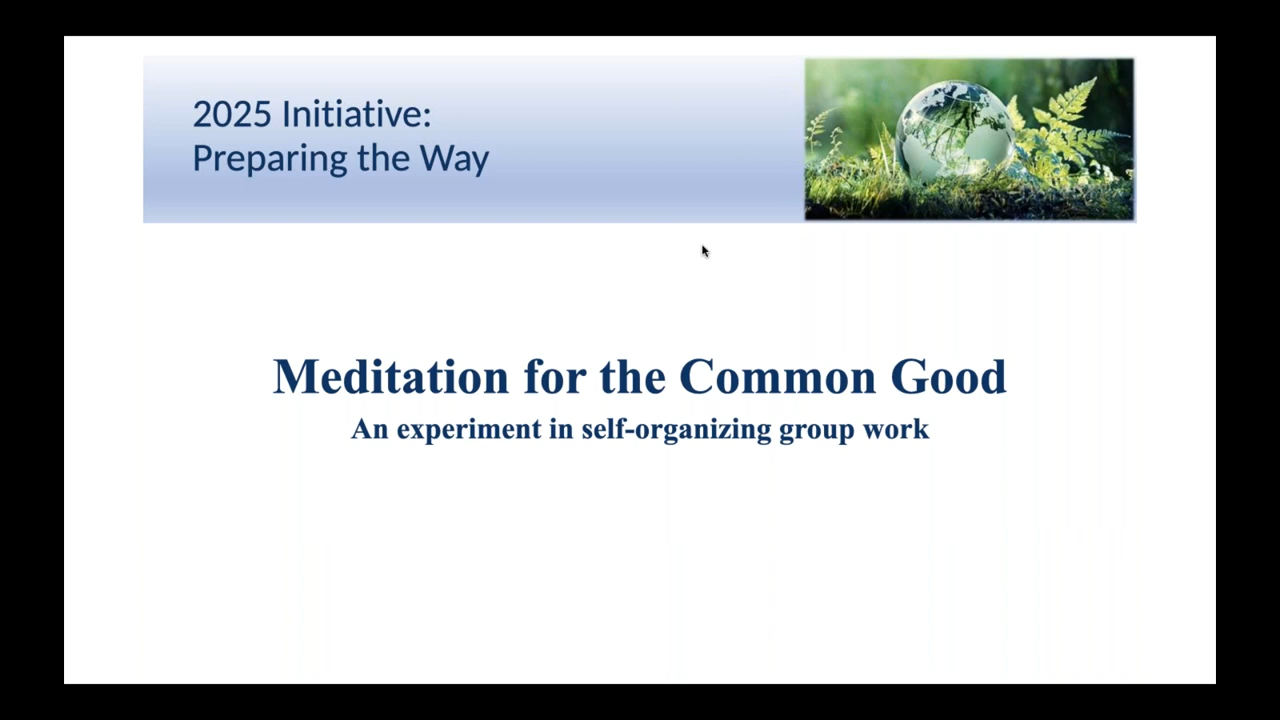 2025 Initiative:
Preparing the Way
Meditation for the Common Good
An experiment in self-organizing group work